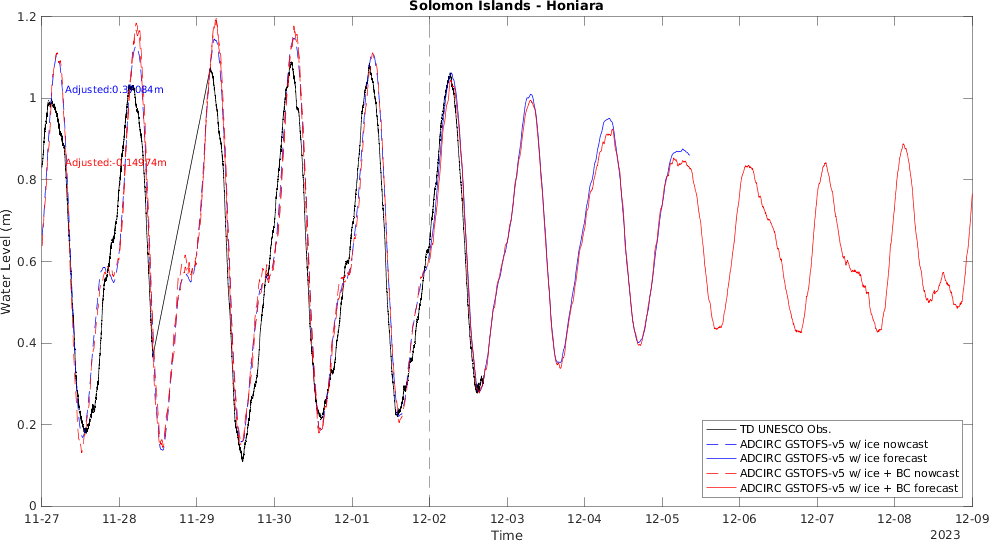 Solomon Islands - Honiara
1.2
1
0.8
0.6
0.4
0.2
0
Water Level (m)
Adjusted:-0.14974m
TD UNESCO Obs.
ADCIRC GSTOFS-v5 w/ ice nowcast
ADCIRC GSTOFS-v5 w/ ice forecast
ADCIRC GSTOFS-v5 w/ ice + BC nowcast
ADCIRC GSTOFS-v5 w/ ice + BC forecast
11-27 11-28 11-29 11-30 12-01 12-02 12-03 12-04 12-05 12-06 12-07 12-08 12-09
Time
2023